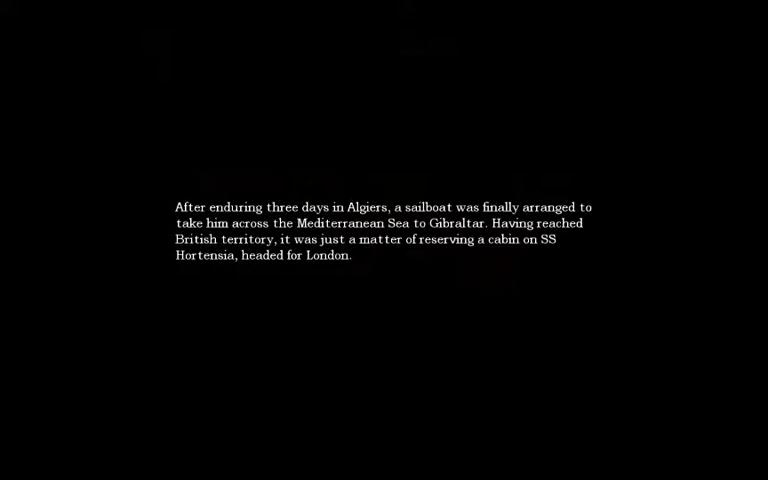 After enduring three days in Algiers, a sailboat was finally arranged to
take him across the Mediterranean Sea to Gibraltar. Having reached
British territory, it was just a matter of reserving a cabin on SS
Hortensia, headed for London.